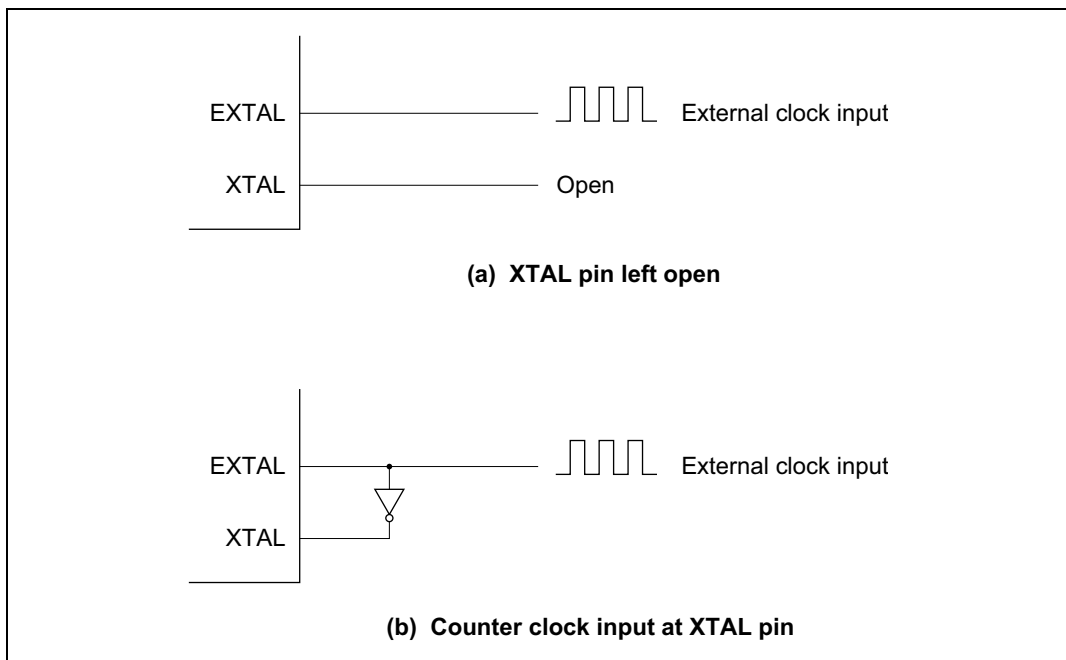 EXTAL
External clock input
XTAL
Open
(a) XTAL pin left open
EXTAL
External clock input
XTAL
(b) Counter clock input at XTAL pin